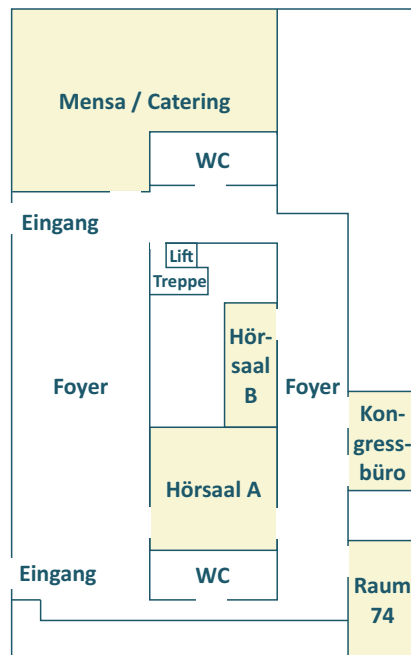 Mensa / Catering
WC
Eingang
Lift
Treppe
Hör-
saal
B
Foyer
Foyer
Kon-
gress-
büro
Hörsaal A
Eingang
WC
Raum
74